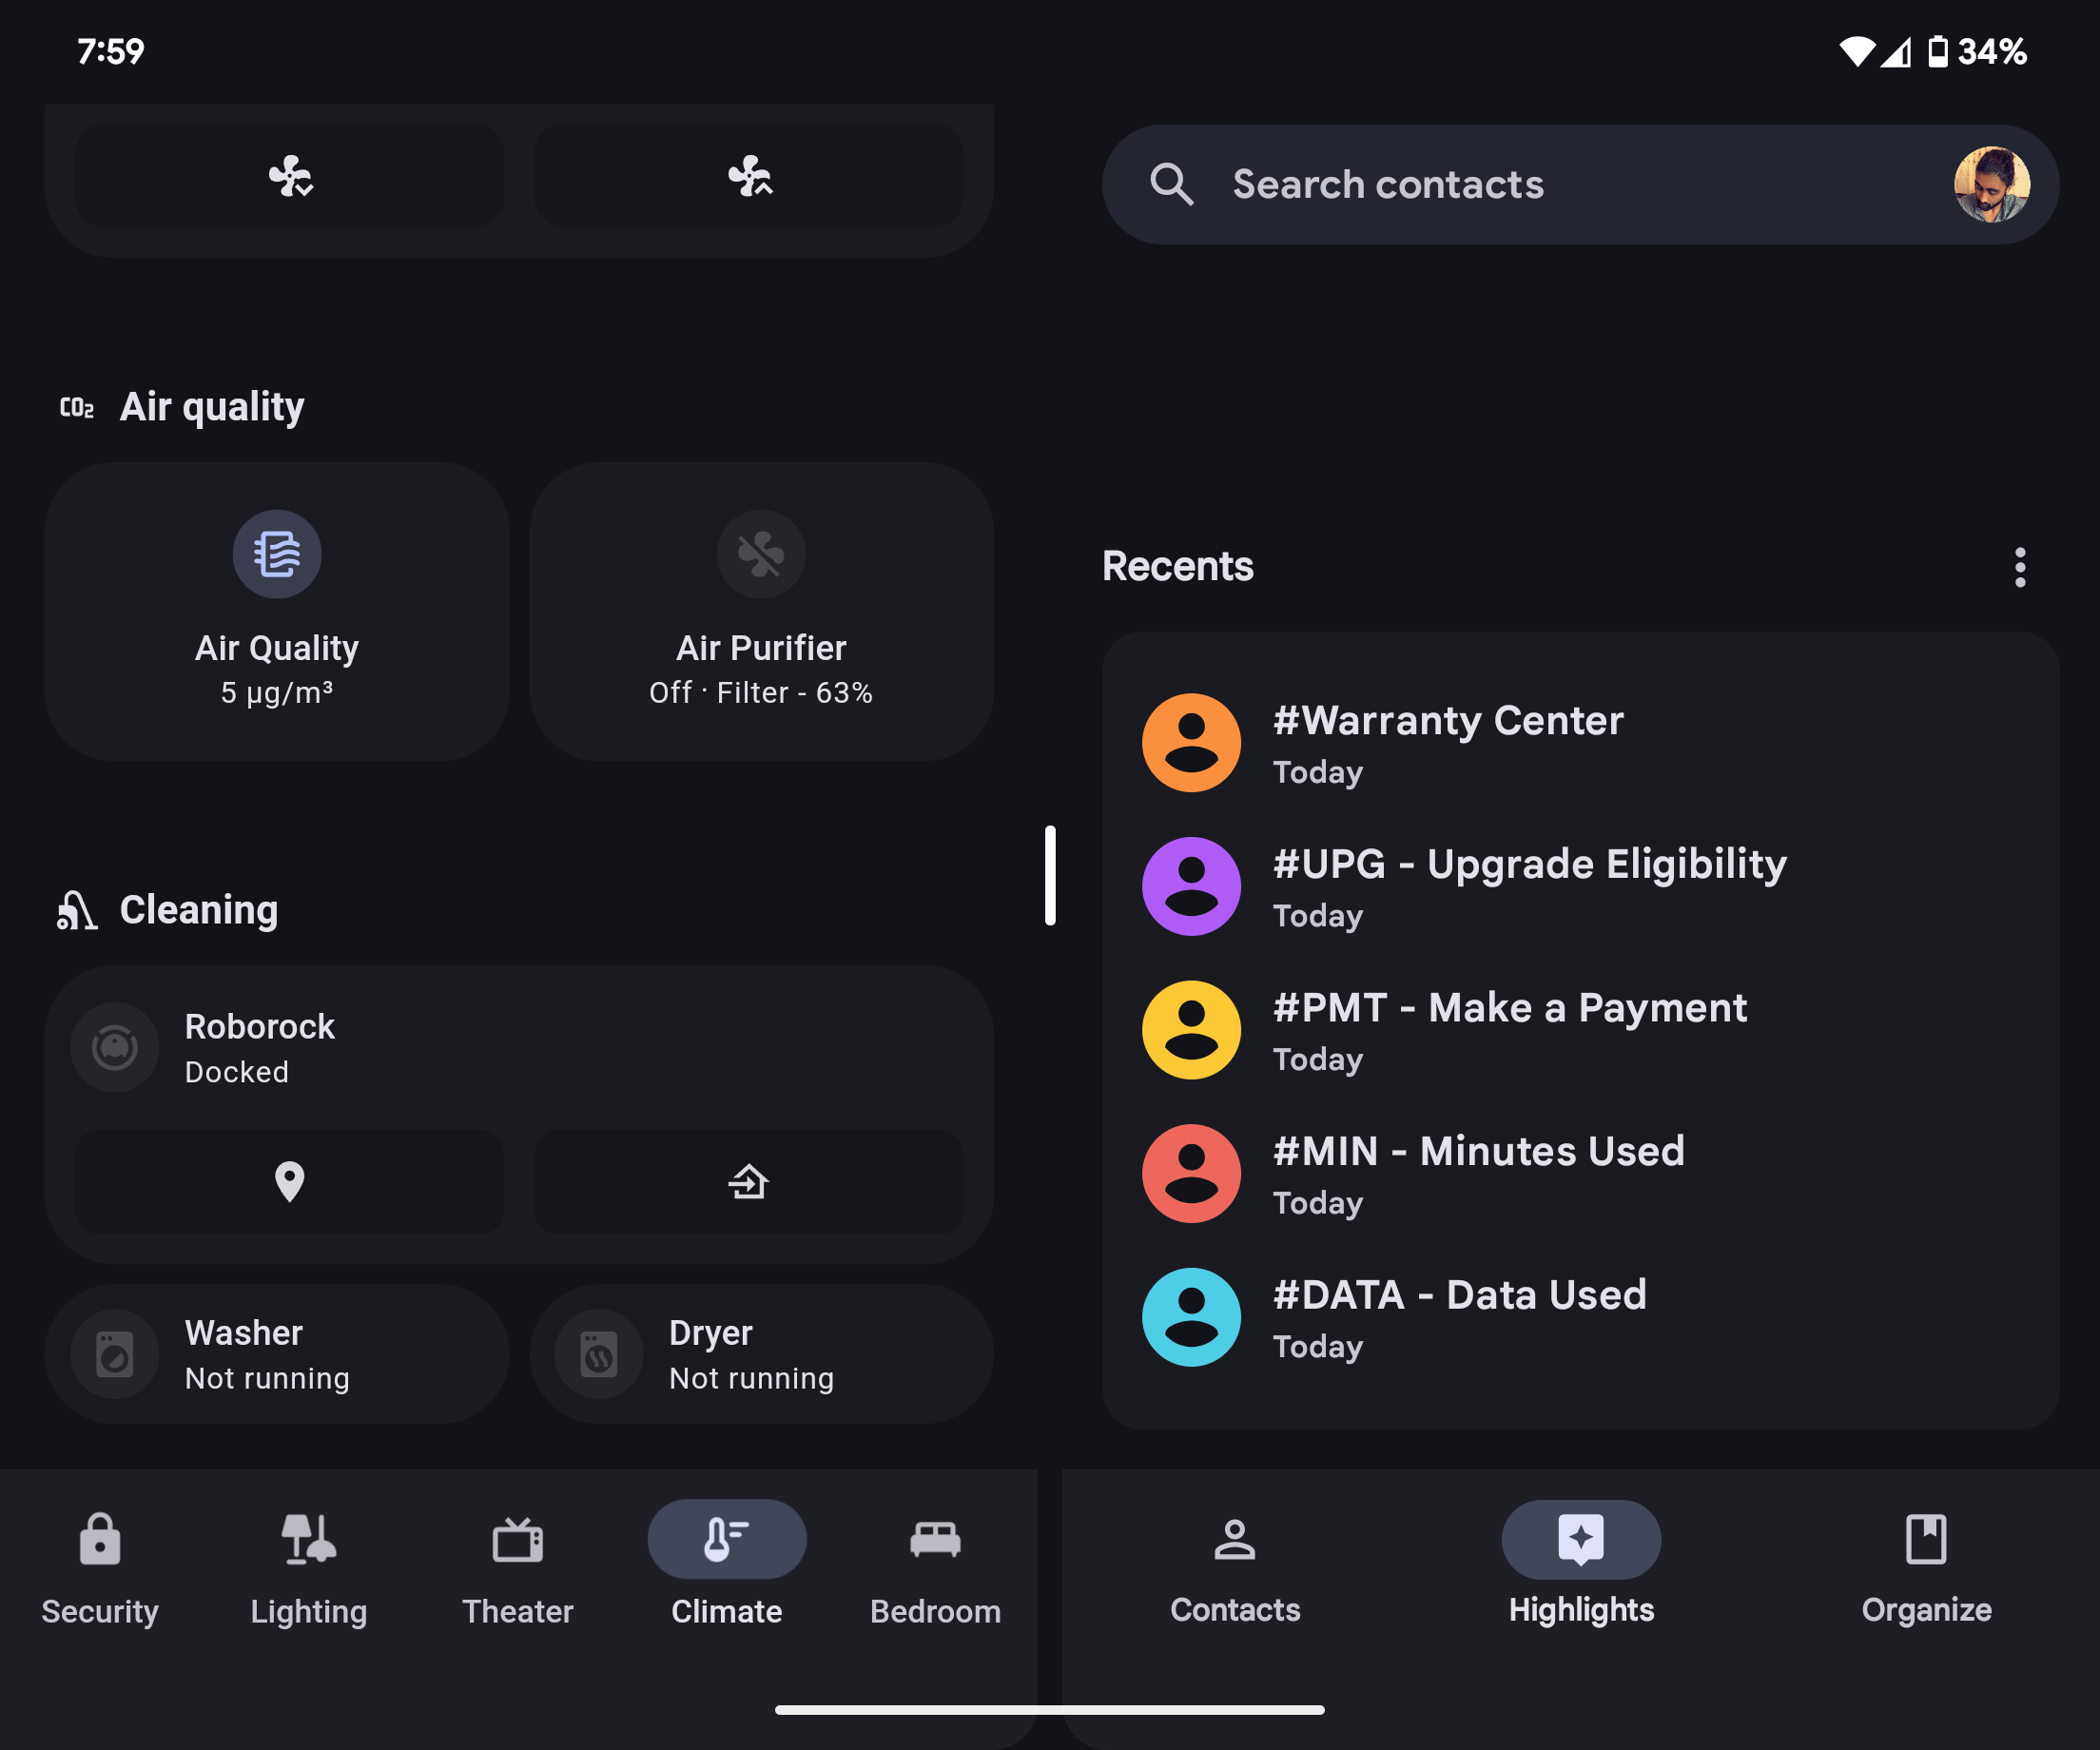 7:59
34%
CO₂ Air quality
Air Quality
5 µg/m³
Air Purifier
Off · Filter - 63%
Cleaning
Roborock
Docked
Washer
Not running
Dryer
Not running
Security
Lighting
Theater
Climate
Bedroom
Search contacts
Recents
#Warranty Center
Today
#UPG - Upgrade Eligibility
Today
#PMT - Make a Payment
Today
#MIN - Minutes Used
Today
#DATA - Data Used
Today
Contacts
Highlights
Organize